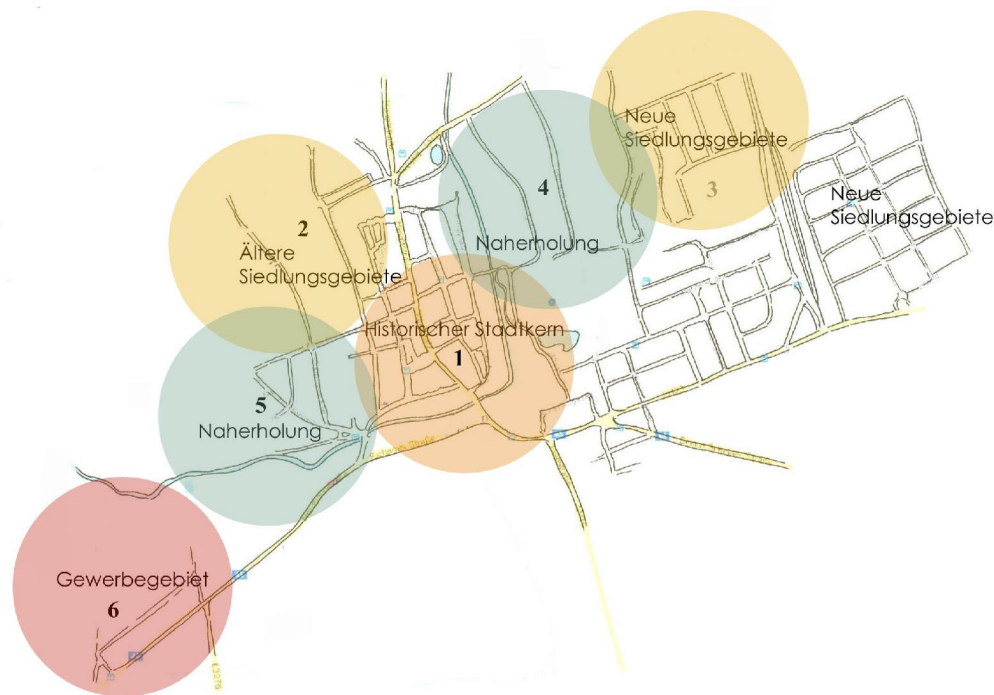 Neue
Siedlungsgebiete
3
4
Naherholung
Neue
Siedlungsgebiete
2
Ältere
Siedlungsgebiete
Historischer Stadtkern
1
5
Naherholung
Gewerbegebiet
6